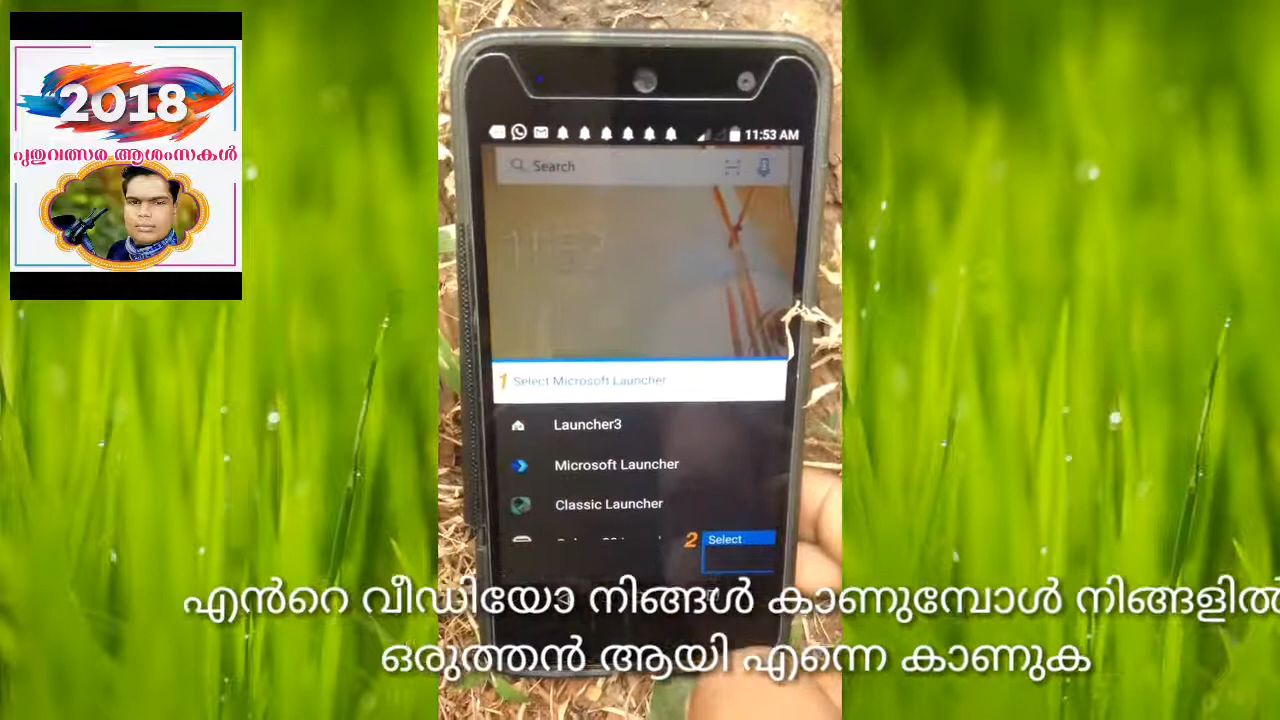 2018
പുതുവത്സര ആശംസകൾ
11:53 AM
Search
1 Select Microsoft Launcher
Launcher3
Microsoft Launcher
Classic Launcher
2 Select
എൻറെ വീഡിയോ നിങ്ങൾ കാണുമ്പോൾ നിങ്ങളിൽ
ഒരുത്തൻ ആയി എന്നെ കാണുക